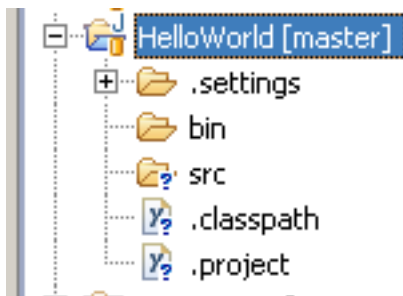 HelloWorld [master]
.settings
bin
src
.classpath
.project